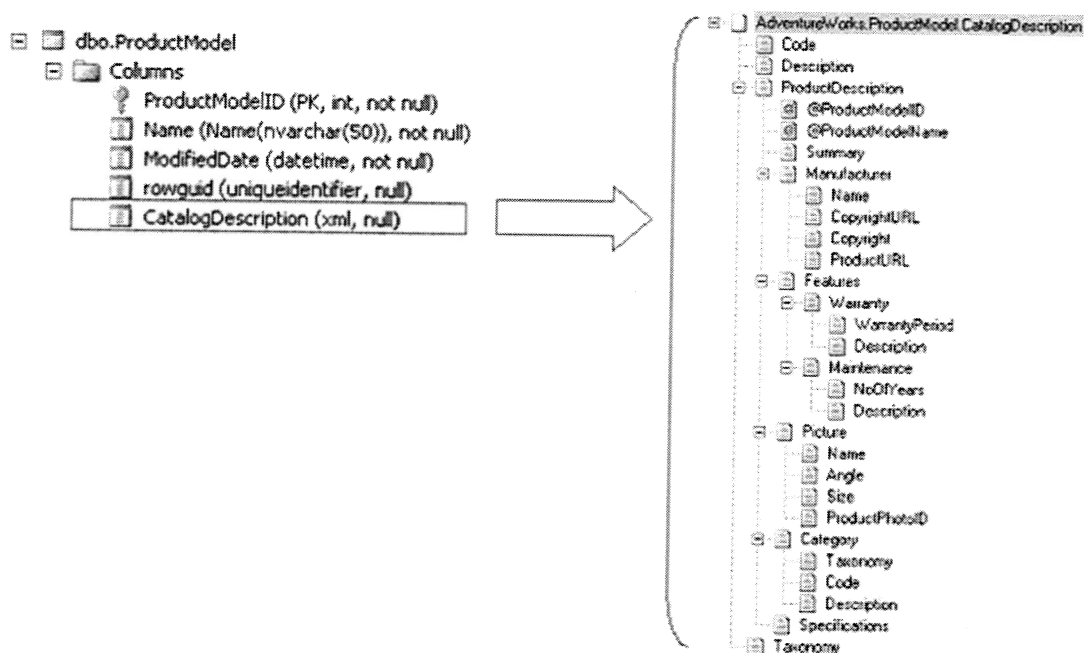 dbo.ProductModel
Columns
ProductModelID (PK, int, not null)
Name (Name(nvarchar(50)), not null)
ModifiedDate (datetime, not null)
rowguid (uniqueidentifier, null)
CatalogDescription (xml, null)
AdventureWorks.ProductModel.CatalogDescription
Code
Description
ProductDescription
@ProductModelID
@ProductModelName
Summary
Manufacturer
Name
CopyrightURL
Copyright
ProductURL
Features
Warranty
WarrantyPeriod
Description
Maintenance
NoOfYears
Description
Picture
Name
Angle
Size
ProductPhotoID
Category
Taxonomy
Code
Description
Specifications
Taxonomy